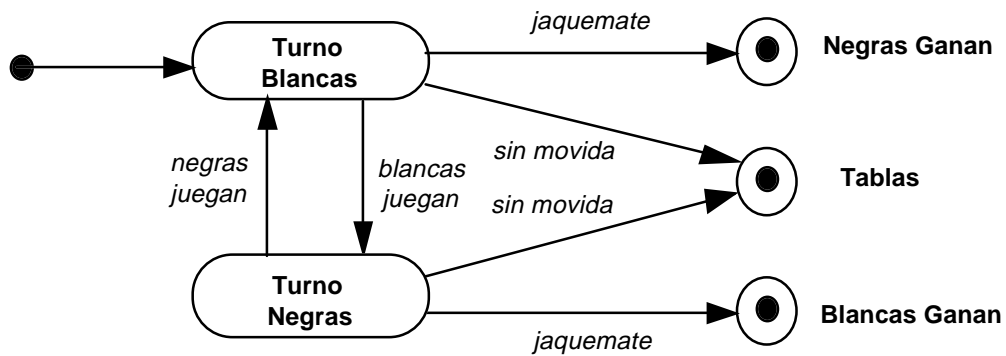 jaquemate
Negras Ganan
Turno
Blancas
sin movida
negras
juegan
blancas
juegan
Tablas
sin movida
Turno
Negras
Blancas Ganan
jaquemate